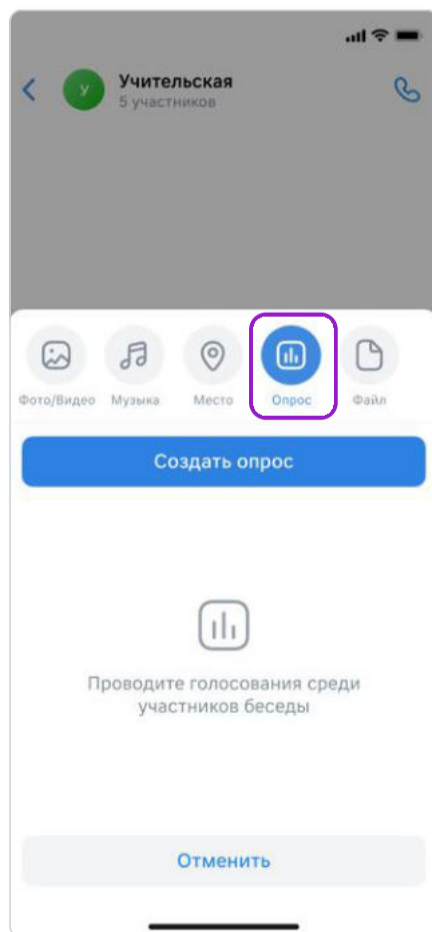 Учительская
У
5 участников
Фото/Видео Музыка Место Опрос Файл
Создать опрос
Проводите голосования среди
участников беседы
Отменить